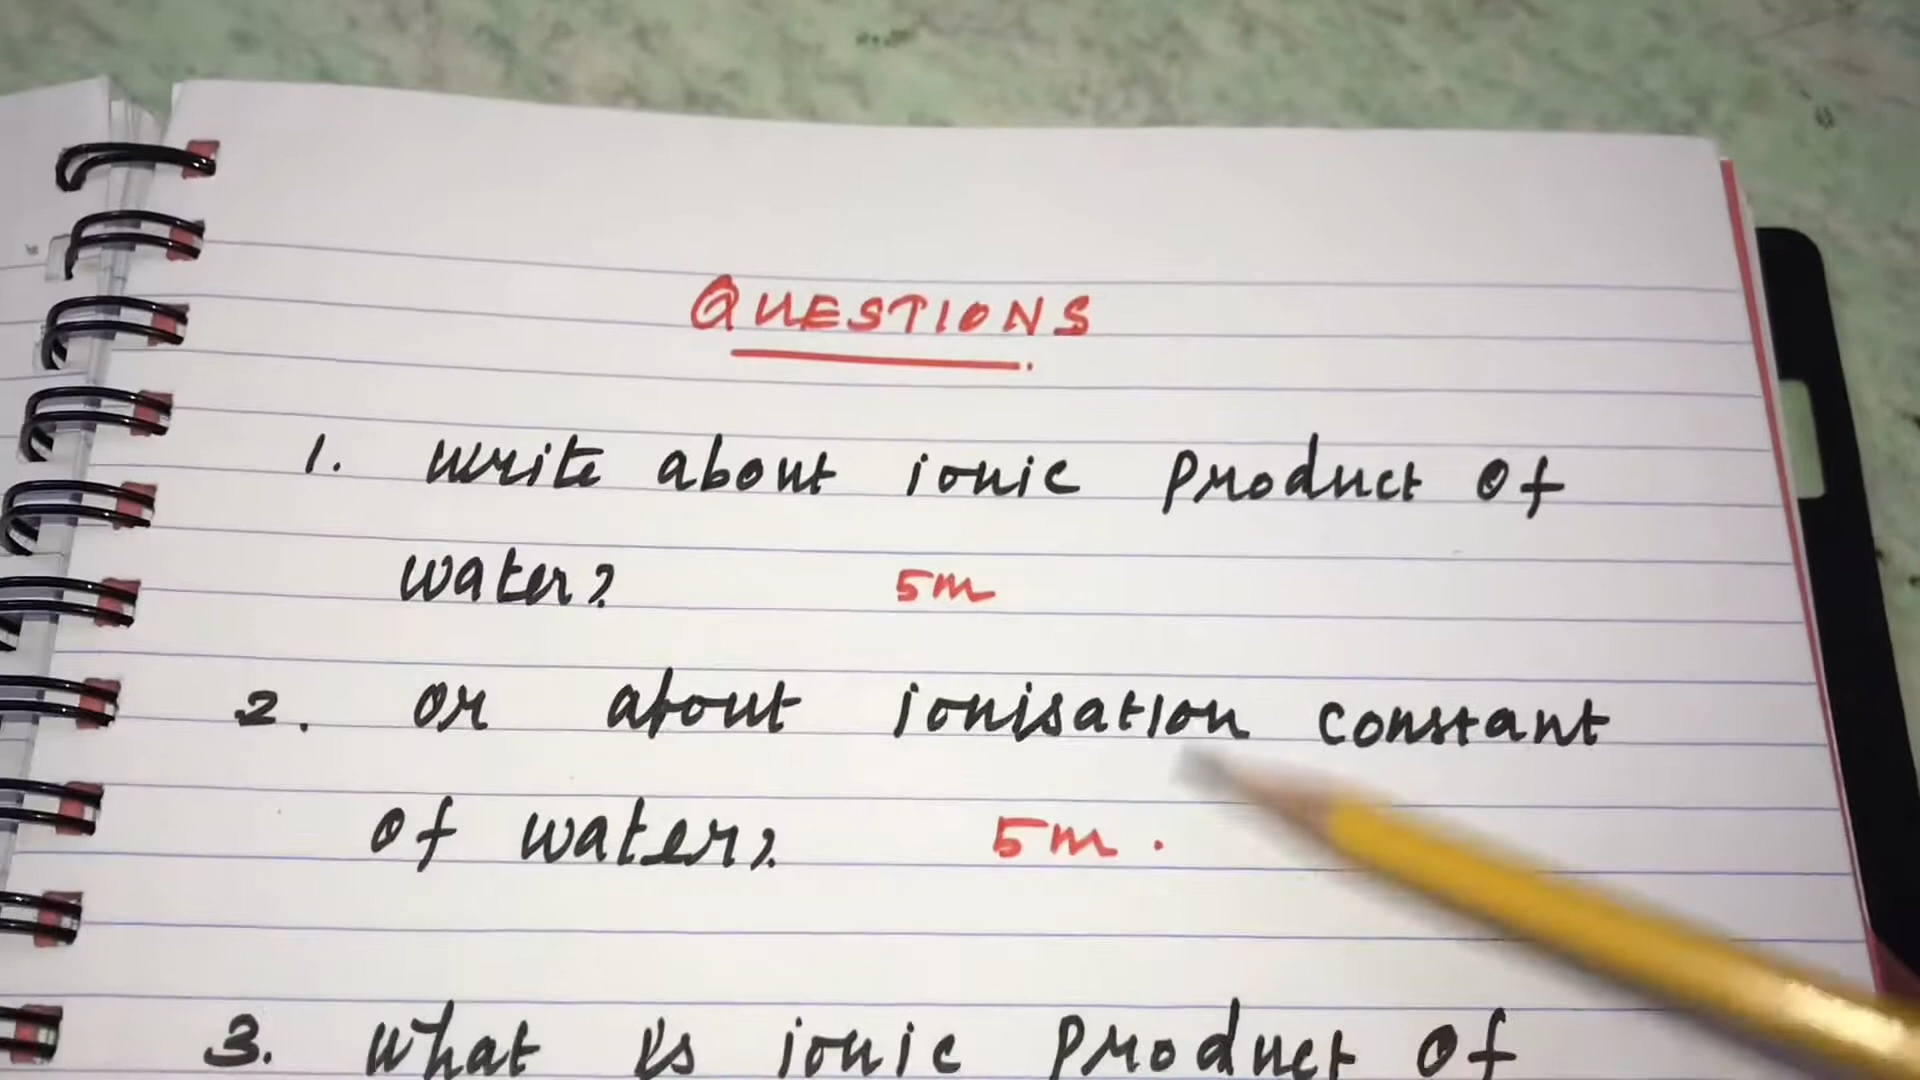 QUESTIONS
1. write about ionic product of
water? 5m
2. or about ionisation constant
of water? 5m.
3. what is ionic product of